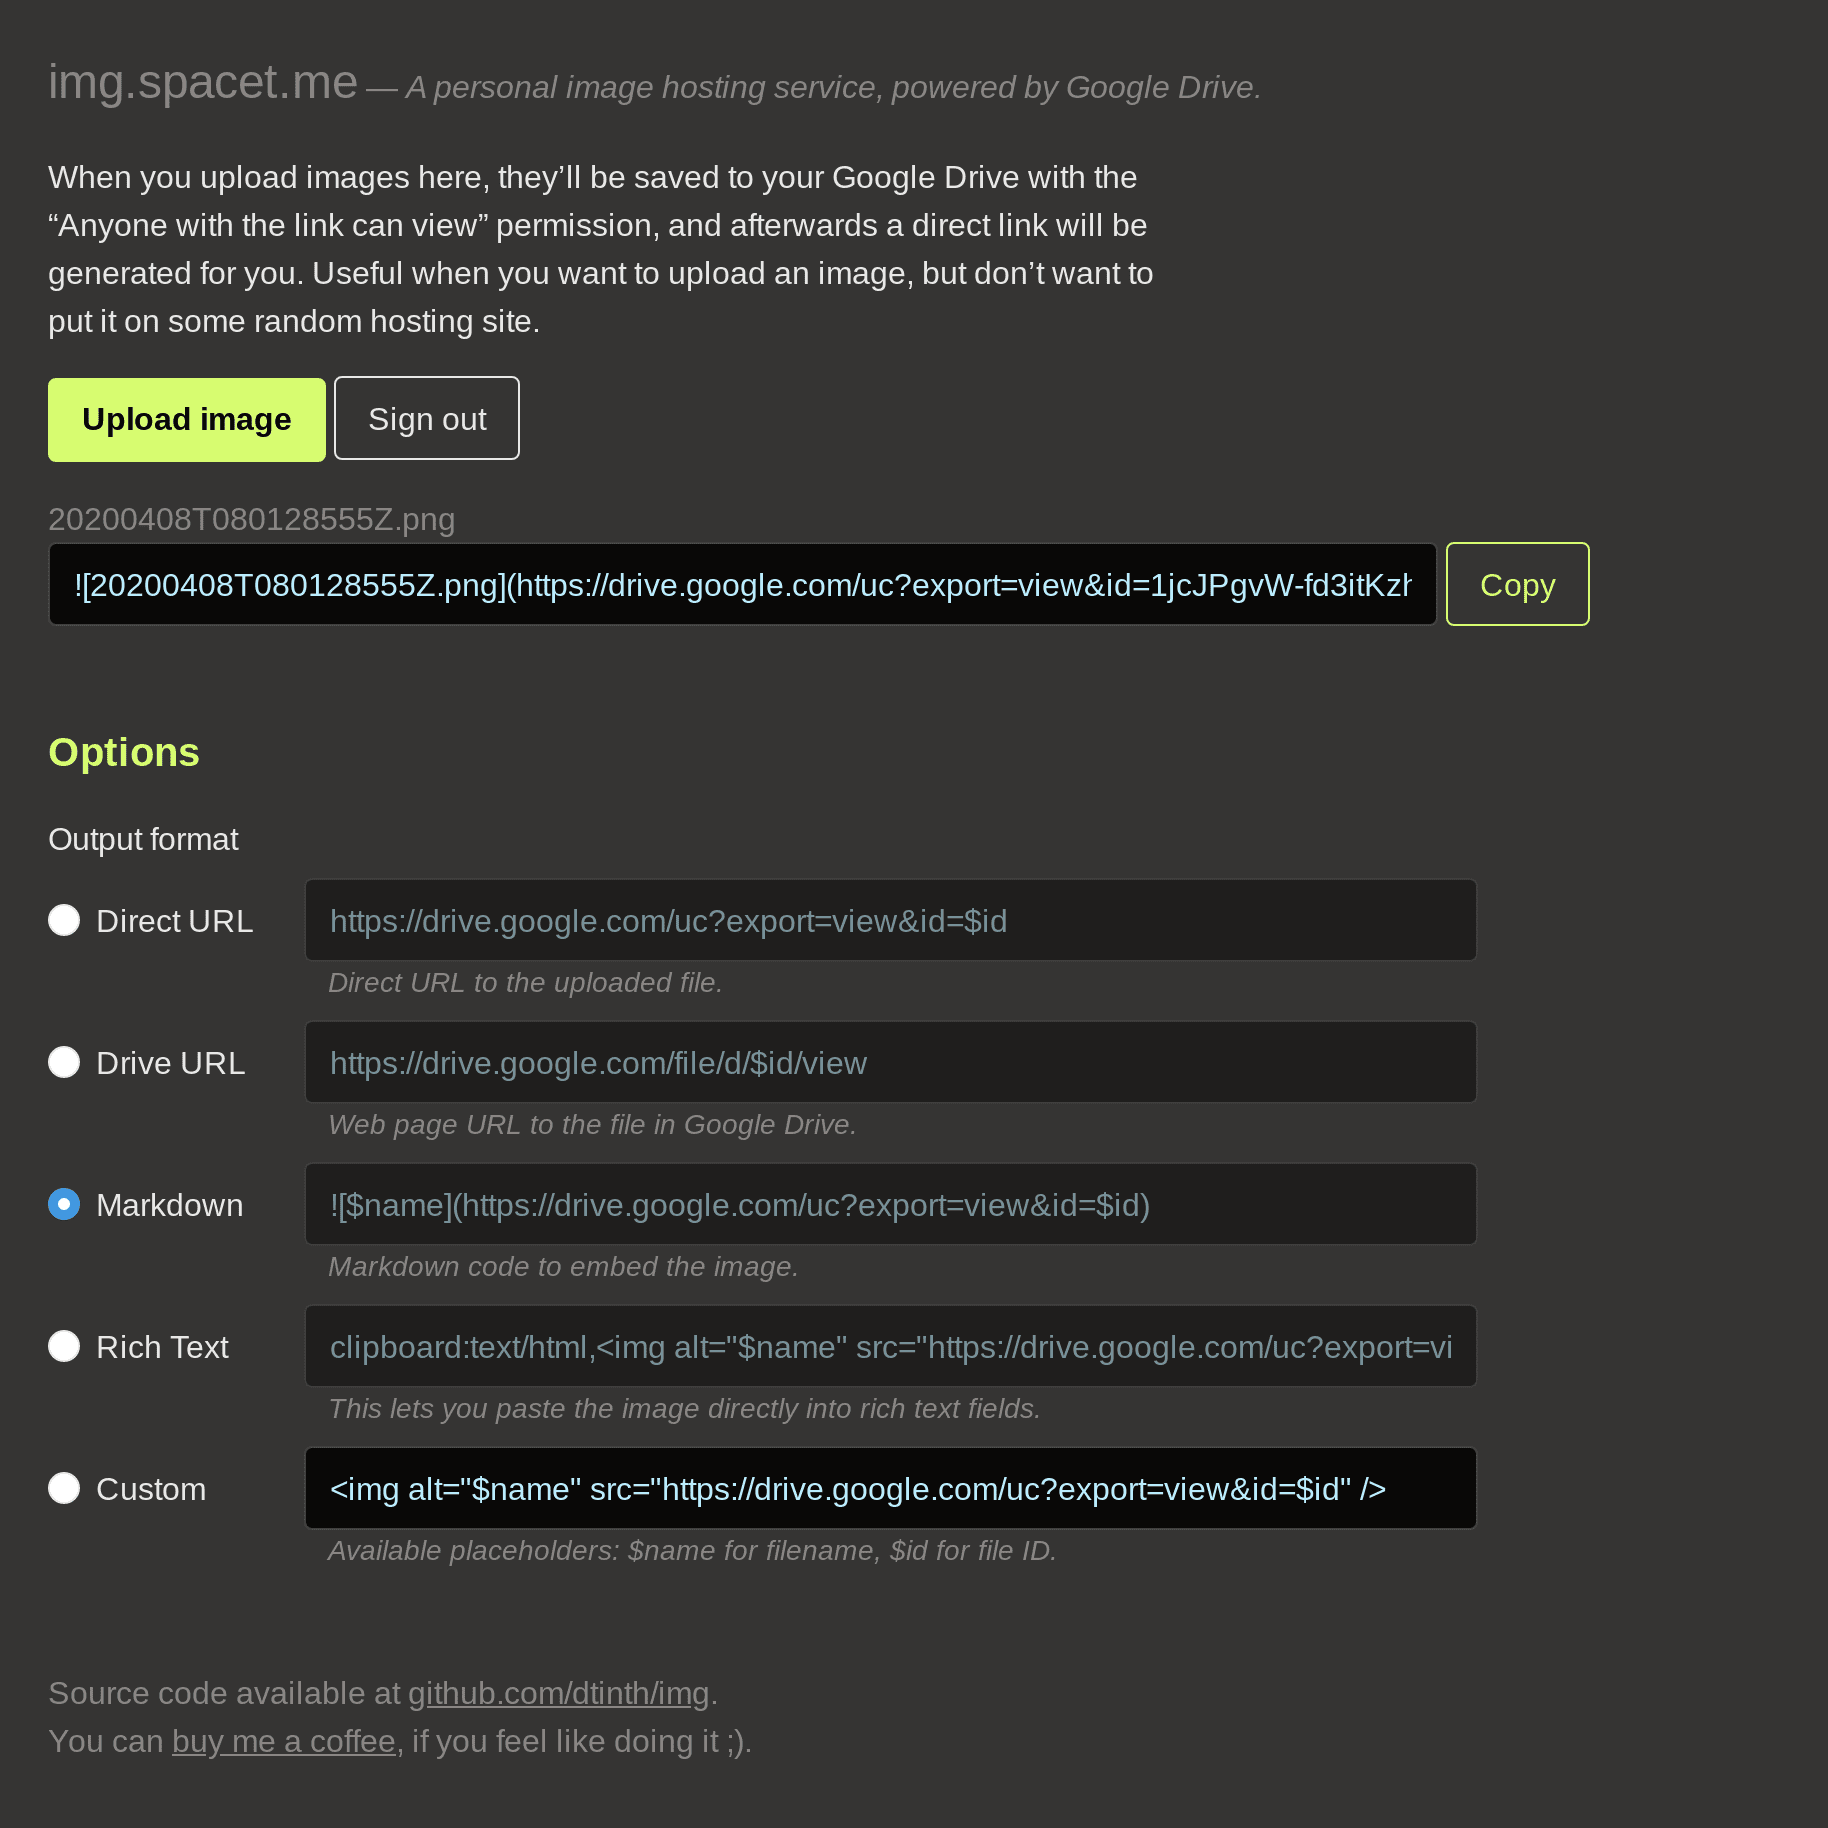 img.spacet.me — A personal image hosting service, powered by Google Drive.
When you upload images here, they’ll be saved to your Google Drive with the
“Anyone with the link can view” permission, and afterwards a direct link will be
generated for you. Useful when you want to upload an image, but don’t want to
put it on some random hosting site.
Upload image Sign out
20200408T080128555Z.png
![20200408T080128555Z.png](https://drive.google.com/uc?export=view&id=1jcJPgvW-fd3itKzh Copy
Options
Output format
Direct URL https://drive.google.com/uc?export=view&id=$id
Direct URL to the uploaded file.
Drive URL https://drive.google.com/file/d/$id/view
Web page URL to the file in Google Drive.
Markdown ![$name](https://drive.google.com/uc?export=view&id=$id)
Markdown code to embed the image.
Rich Text clipboard:text/html,<img alt="$name" src="https://drive.google.com/uc?export=vi
This lets you paste the image directly into rich text fields.
Custom <img alt="$name" src="https://drive.google.com/uc?export=view&id=$id" />
Available placeholders: $name for filename, $id for file ID.
Source code available at github.com/dtinth/img.
You can buy me a coffee, if you feel like doing it ;).